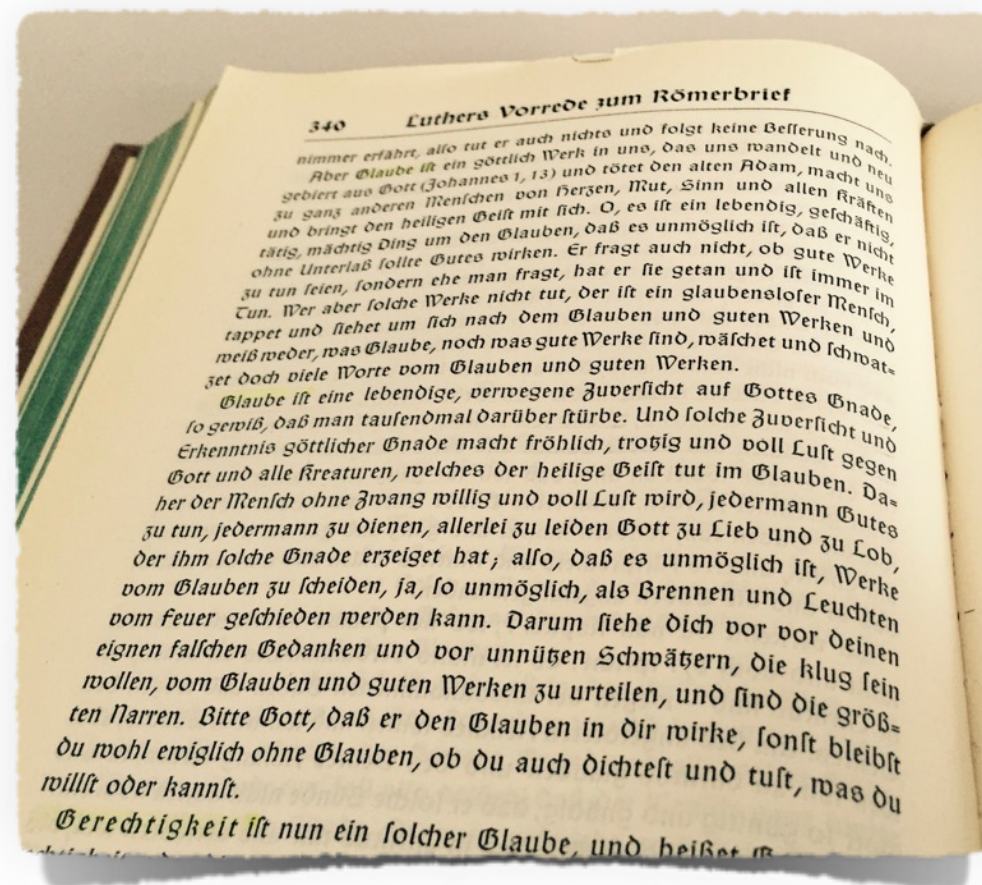 340 Luthers Vorrede zum Römerbrief
nimmer erfährt, also tut er auch nichts und folgt keine Besserung nach.
Aber Glaube ist ein göttlich Werk in uns, das uns wandelt und neu
gebiert aus Gott (Johannes 1, 13) und tötet den alten Adam, macht uns
zu ganz anderen Menschen von Herzen, Mut, Sinn und allen Kräften
und bringt den heiligen Geist mit sich. O, es ist ein lebendig, geschäftig,
tätig, mächtig Ding um den Glauben, daß es unmöglich ist, daß er nicht
ohne Unterlaß sollte Gutes wirken. Er fragt auch nicht, ob gute Werke
zu tun seien, sondern ehe man fragt, hat er sie getan und ist immer im
Tun. Wer aber solche Werke nicht tut, der ist ein glaubensloser Mensch,
tappet und siehet um sich nach dem Glauben und guten Werken und
weiß weder, was Glaube, noch was gute Werke sind, wäschet und schwat=
zet doch viele Worte vom Glauben und guten Werken.
Glaube ist eine lebendige, verwegene Zuversicht auf Gottes Gnade,
so gewiß, daß man tausendmal darüber stürbe. Und solche Zuversicht und
Erkenntnis göttlicher Gnade macht fröhlich, trotzig und voll Lust gegen
Gott und alle Kreaturen, welches der heilige Geist tut im Glauben. Da=
her der Mensch ohne Zwang willig und voll Lust wird, jedermann Gutes
zu tun, jedermann zu dienen, allerlei zu leiden Gott zu Lieb und zu Lob,
der ihm solche Gnade erzeiget hat; also, daß es unmöglich ist, Werke
vom Glauben zu scheiden, ja, so unmöglich, als Brennen und Leuchten
vom Feuer geschieden werden kann. Darum siehe dich vor vor deinen
eignen falschen Gedanken und vor unnützen Schwätzern, die klug sein
wollen, vom Glauben und guten Werken zu urteilen, und sind die größ=
ten Narren. Bitte Gott, daß er den Glauben in dir wirke, sonst bleibst
du wohl ewiglich ohne Glauben, ob du auch dichtest und tust, was du
willst oder kannst.
Gerechtigkeit ist nun ein solcher Glaube, und heißet